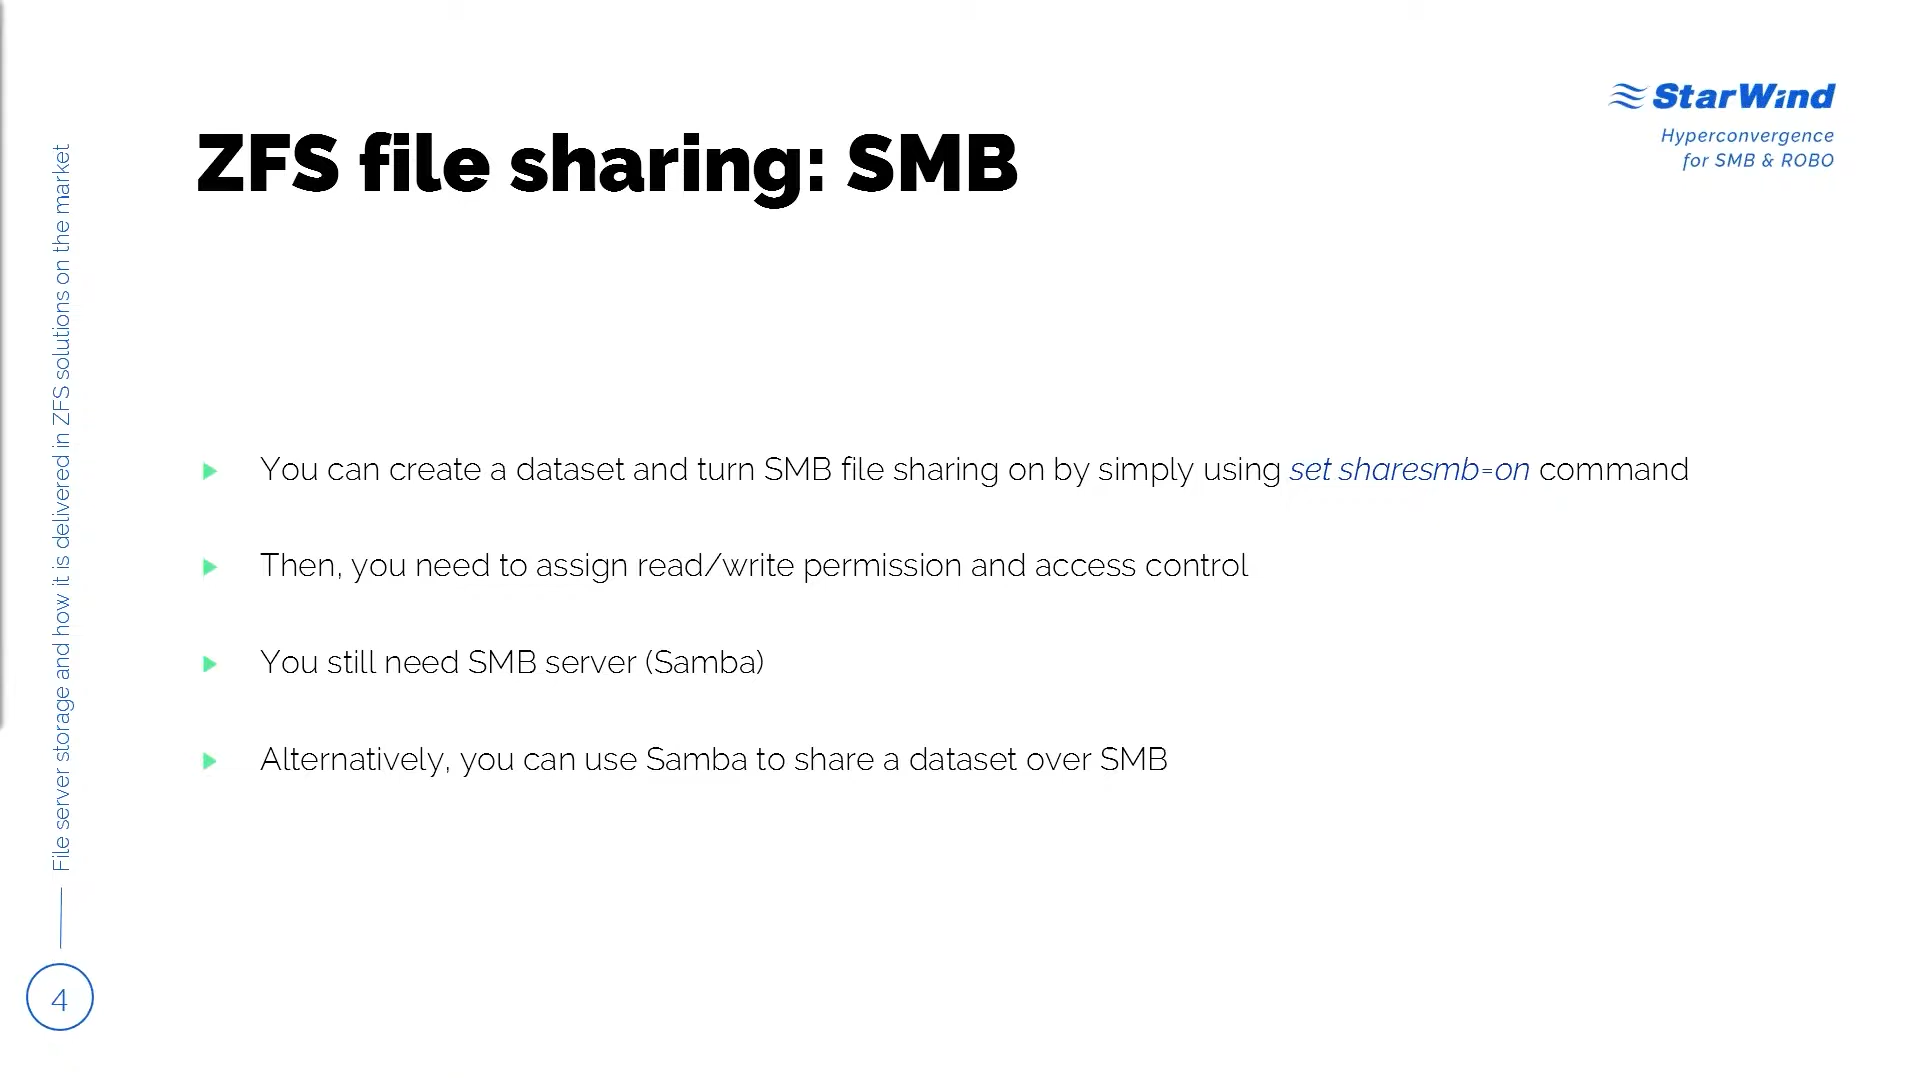 StarWind
Hyperconvergence
for SMB & ROBO
ZFS file sharing: SMB
You can create a dataset and turn SMB file sharing on by simply using set sharesmb=on command
Then, you need to assign read/write permission and access control
You still need SMB server (Samba)
Alternatively, you can use Samba to share a dataset over SMB
File server storage and how it is delivered in ZFS solutions on the market
4